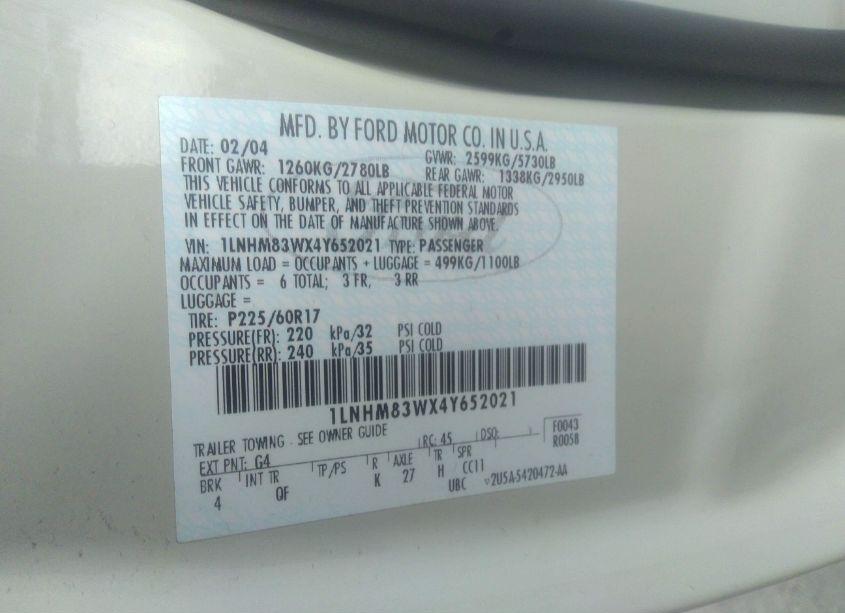 MFD. BY FORD MOTOR CO. IN U.S.A.
DATE: 02/04 GVWR: 2599KG/5730LB
FRONT GAWR: 1260KG/2780LB REAR GAWR: 1338KG/2950LB
THIS VEHICLE CONFORMS TO ALL APPLICABLE FEDERAL MOTOR
VEHICLE SAFETY, BUMPER, AND THEFT PREVENTION STANDARDS
IN EFFECT ON THE DATE OF MANUFACTURE SHOWN ABOVE.
VIN: 1LNHM83WX4Y652021 TYPE: PASSENGER
MAXIMUM LOAD = OCCUPANTS + LUGGAGE = 499KG/1100LB
OCCUPANTS = 6 TOTAL; 3 FR, 3 RR
LUGGAGE =
TIRE: P225/60R17
PRESSURE(FR): 220 kPa/32 PSI COLD
PRESSURE(RR): 240 kPa/35 PSI COLD
1LNHM83WX4Y652021
TRAILER TOWING - SEE OWNER GUIDE RC: 45 DSO: F0043
R0058
EXT PNT: G4
BRK INT TR TP/PS R AXLE TR SPR
4 OF K 27 H CC11
UBC ▽2U5A-5420472-AA